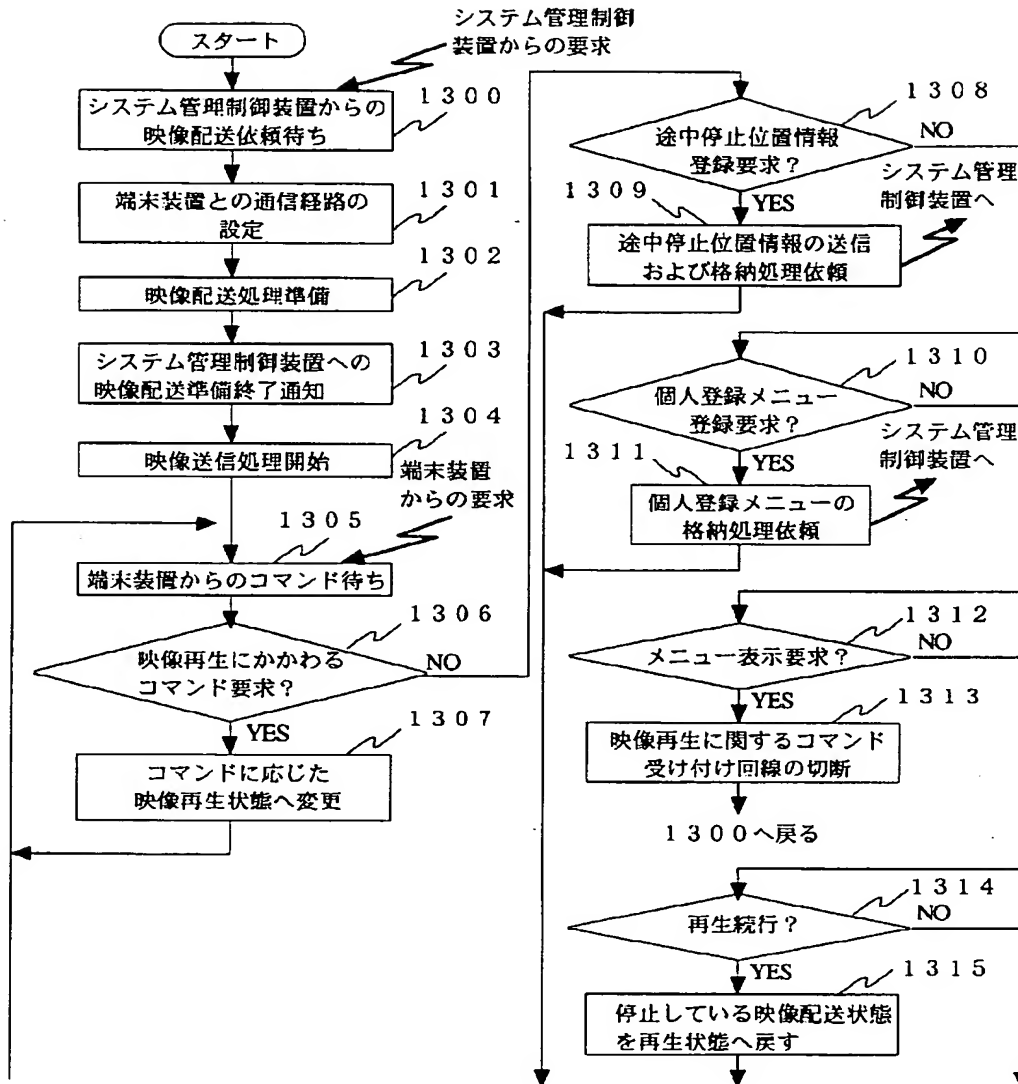 スタート
システム管理制御
装置からの要求
システム管理制御装置からの
映像配送依頼待ち
1300
端末装置との通信経路の
設定
1301
映像配送処理準備
1302
システム管理制御装置への
映像配送準備終了通知
1303
映像送信処理開始
1304
端末装置
からの要求
1305
端末装置からのコマンド待ち
1306
映像再生にかかわる
コマンド要求?
NO
YES
1307
コマンドに応じた
映像再生状態へ変更
1308
途中停止位置情報
登録要求?
NO
YES
システム管理
制御装置へ
1309
途中停止位置情報の送信
および格納処理依頼
1310
個人登録メニュー
登録要求?
NO
YES
システム管理
制御装置へ
1311
個人登録メニューの
格納処理依頼
1312
メニュー表示要求?
NO
YES
1313
映像再生に関するコマンド
受け付け回線の切断
1300へ戻る
1314
再生続行?
NO
YES
1315
停止している映像配送状態
を再生状態へ戻す